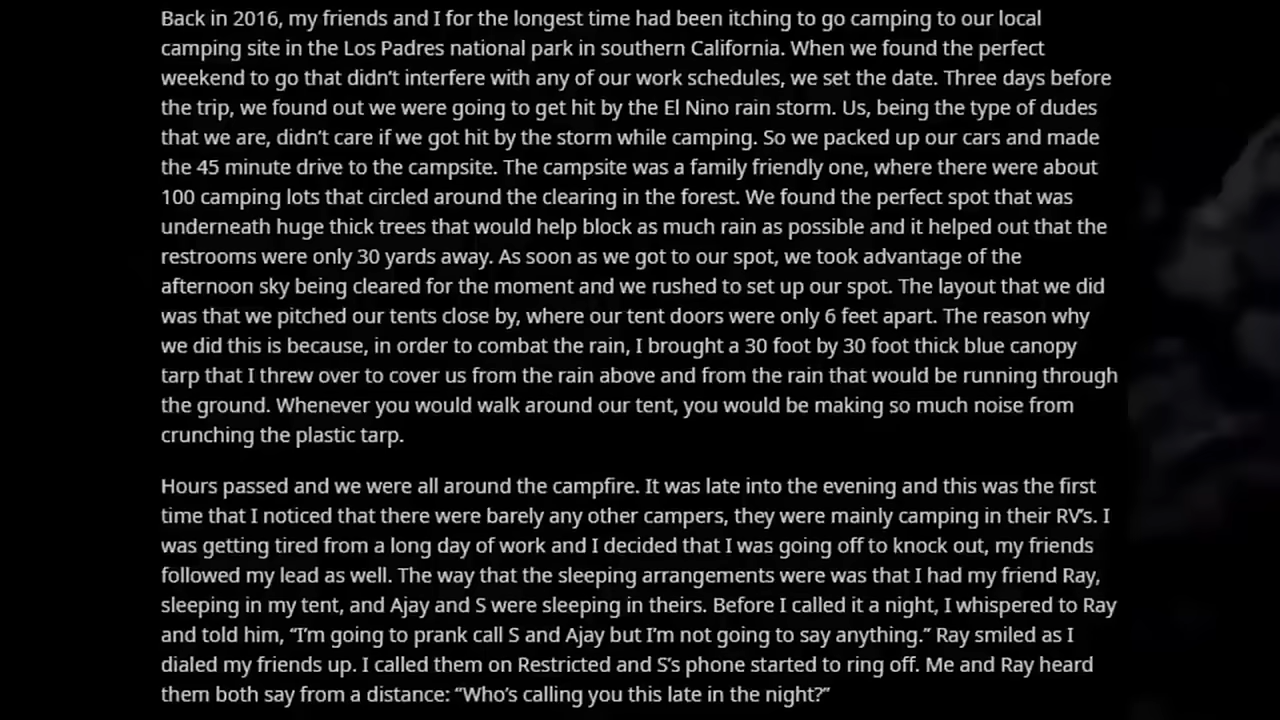 Back in 2016, my friends and I for the longest time had been itching to go camping to our local
camping site in the Los Padres national park in southern California. When we found the perfect
weekend to go that didn't interfere with any of our work schedules, we set the date. Three days before
the trip, we found out we were going to get hit by the El Nino rain storm. Us, being the type of dudes
that we are, didn't care if we got hit by the storm while camping. So we packed up our cars and made
the 45 minute drive to the campsite. The campsite was a family friendly one, where there were about
100 camping lots that circled around the clearing in the forest. We found the perfect spot that was
underneath huge thick trees that would help block as much rain as possible and it helped out that the
restrooms were only 30 yards away. As soon as we got to our spot, we took advantage of the
afternoon sky being cleared for the moment and we rushed to set up our spot. The layout that we did
was that we pitched our tents close by, where our tent doors were only 6 feet apart. The reason why
we did this is because, in order to combat the rain, I brought a 30 foot by 30 foot thick blue canopy
tarp that I threw over to cover us from the rain above and from the rain that would be running through
the ground. Whenever you would walk around our tent, you would be making so much noise from
crunching the plastic tarp.
Hours passed and we were all around the campfire. It was late into the evening and this was the first
time that I noticed that there were barely any other campers, they were mainly camping in their RV's. I
was getting tired from a long day of work and I decided that I was going off to knock out, my friends
followed my lead as well. The way that the sleeping arrangements were was that I had my friend Ray,
sleeping in my tent, and Ajay and S were sleeping in theirs. Before I called it a night, I whispered to Ray
and told him, “I'm going to prank call S and Ajay but I'm not going to say anything.” Ray smiled as I
dialed my friends up. I called them on Restricted and S's phone started to ring off. Me and Ray heard
them both say from a distance: “Who's calling you this late in the night?”